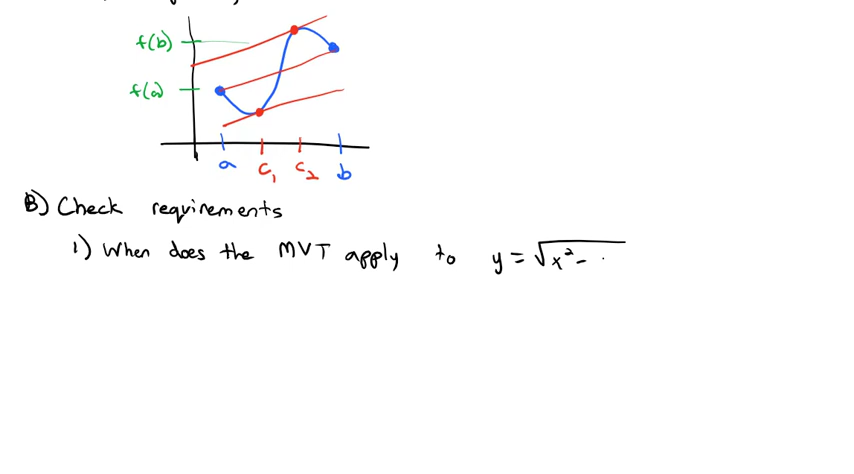 f(b)
f(a)
a c₁ c₂ b
B) Check requirements
1) When does the MVT apply to y = √x² -